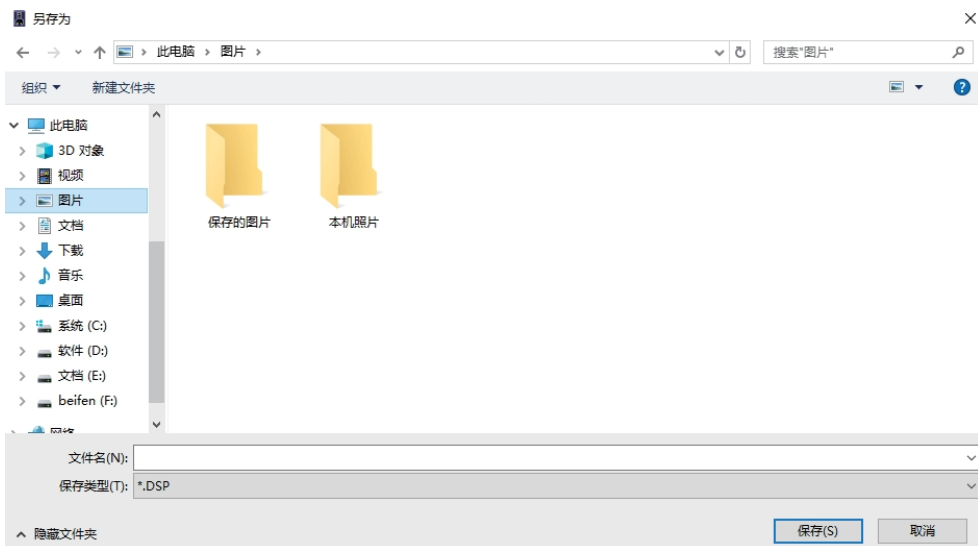 另存为
此电脑 › 图片 ›
搜索"图片"
组织
新建文件夹
此电脑
3D 对象
视频
图片
文档
下载
音乐
桌面
系统 (C:)
软件 (D:)
文档 (E:)
beifen (F:)
网络
保存的图片
本机照片
文件名(N):
保存类型(T): *.DSP
隐藏文件夹
保存(S)
取消